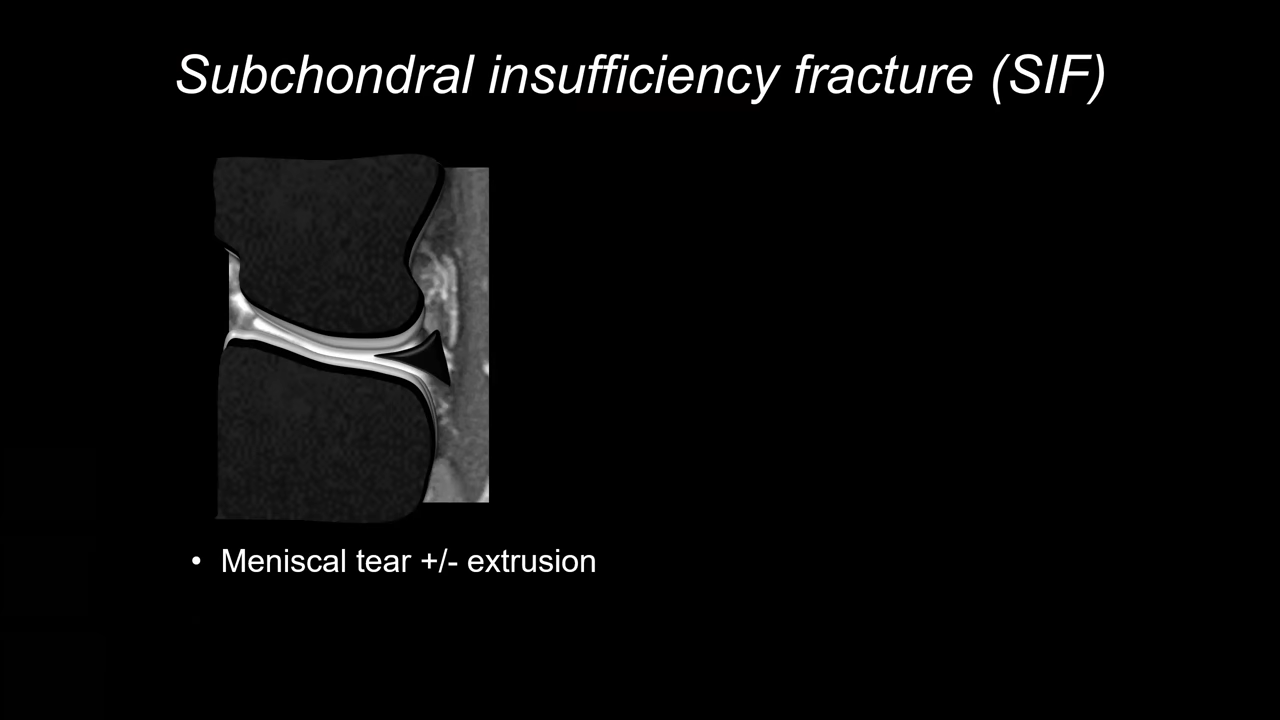 Subchondral insufficiency fracture (SIF)
• Meniscal tear +/- extrusion